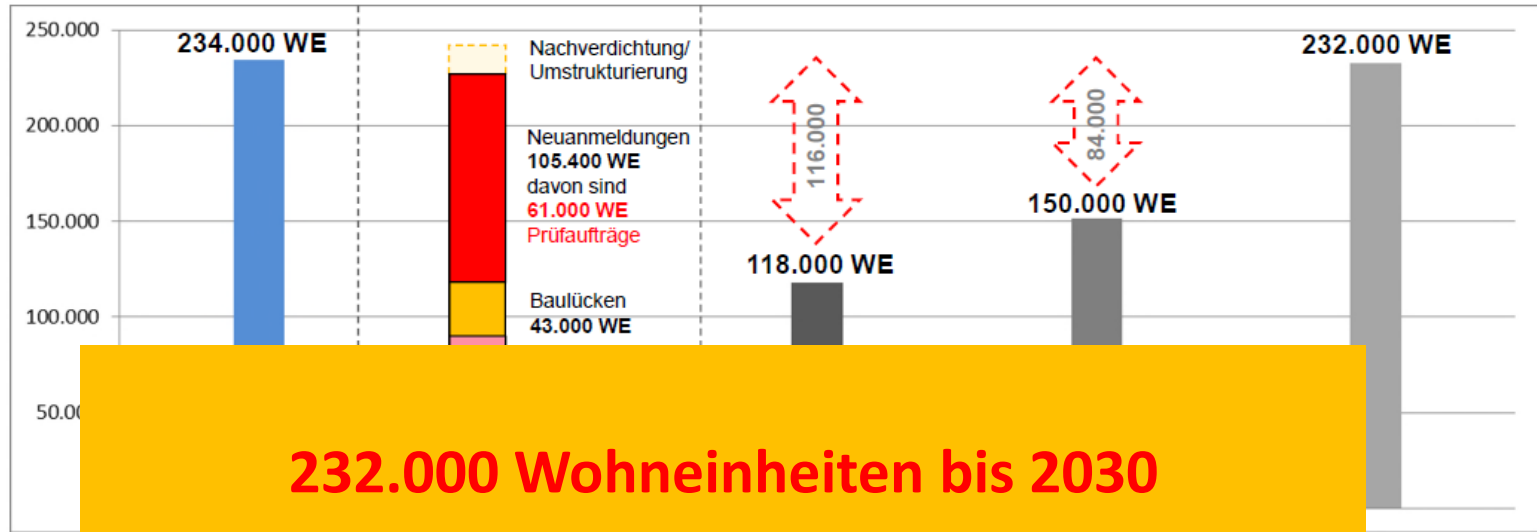 250.000
200.000
150.000
100.000
234.000 WE
Nachverdichtung/
Umstrukturierung
Neuanmeldungen
105.400 WE
davon sind
61.000 WE
Prüfaufträge
Baulücken
43.000 WE
116.000
118.000 WE
84.000
150.000 WE
232.000 WE
232.000 Wohneinheiten bis 2030